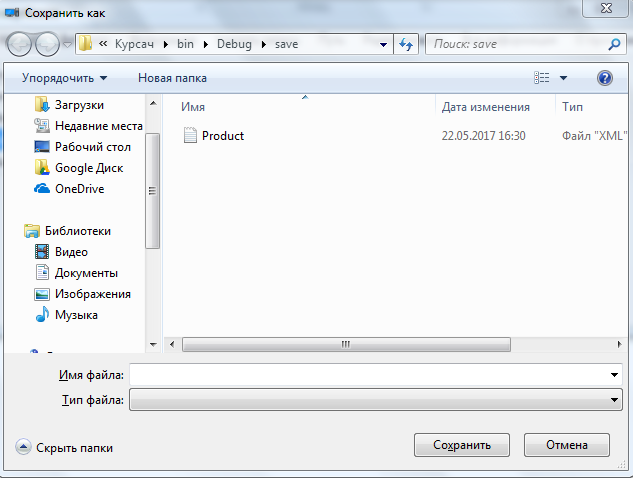 Сохранить как
« Курсач bin Debug save
Поиск: save
Упорядочить Новая папка
Имя Дата изменения Тип
Загрузки
Недавние места
Рабочий стол
Google Диск
OneDrive
Библиотеки
Видео
Документы
Изображения
Музыка
Product 22.05.2017 16:30 Файл "XML"
Имя файла:
Тип файла:
Скрыть папки
Сохранить Отмена